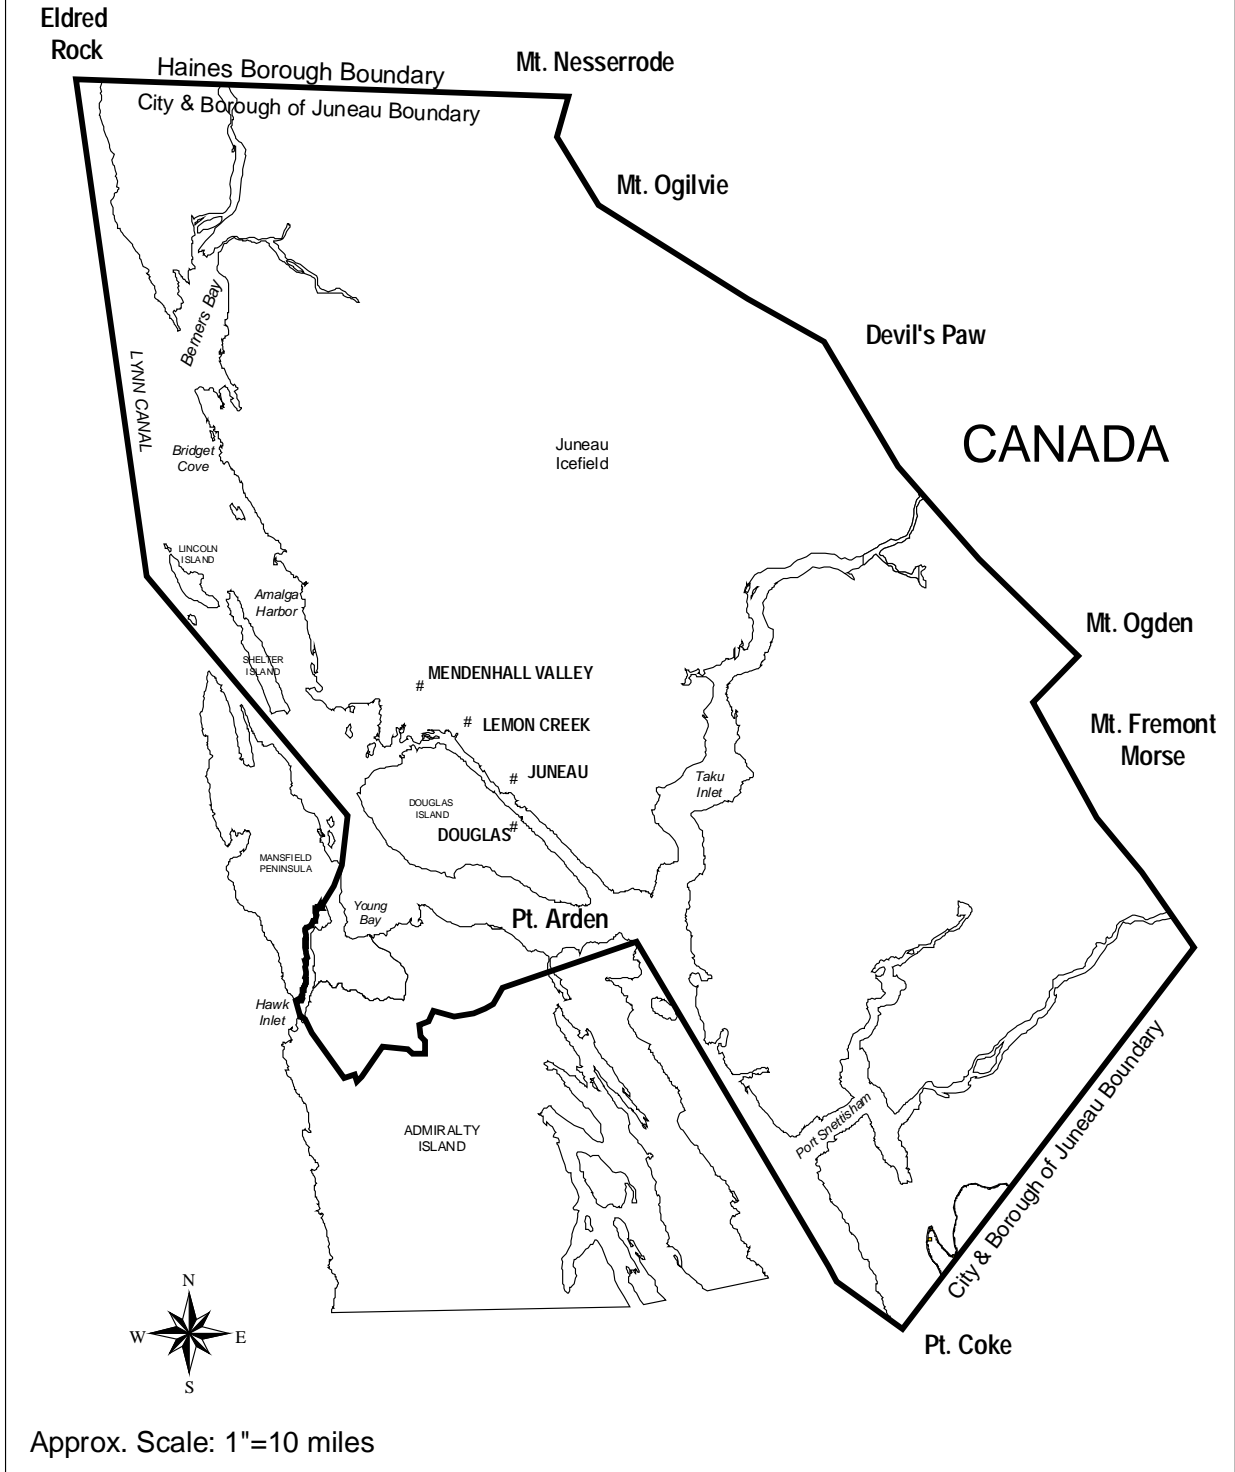 Eldred
Rock
Mt. Nesserrode
Haines Borough Boundary
City & Borough of Juneau Boundary
Mt. Ogilvie
Berners Bay
Devil's Paw
LYNN CANAL
CANADA
Bridget
Cove
Juneau
Icefield
LINCOLN
ISLAND
Amalga
Harbor
Mt. Ogden
SHELTER
ISLAND
MENDENHALL VALLEY
#
# LEMON CREEK
Mt. Fremont
Morse
# JUNEAU
Taku
Inlet
DOUGLAS
ISLAND
DOUGLAS #
MANSFIELD
PENINSULA
Young
Bay
Pt. Arden
Hawk
Inlet
Port Snettisham
City & Borough of Juneau Boundary
ADMIRALTY
ISLAND
N
W E
S
Pt. Coke
Approx. Scale: 1"=10 miles